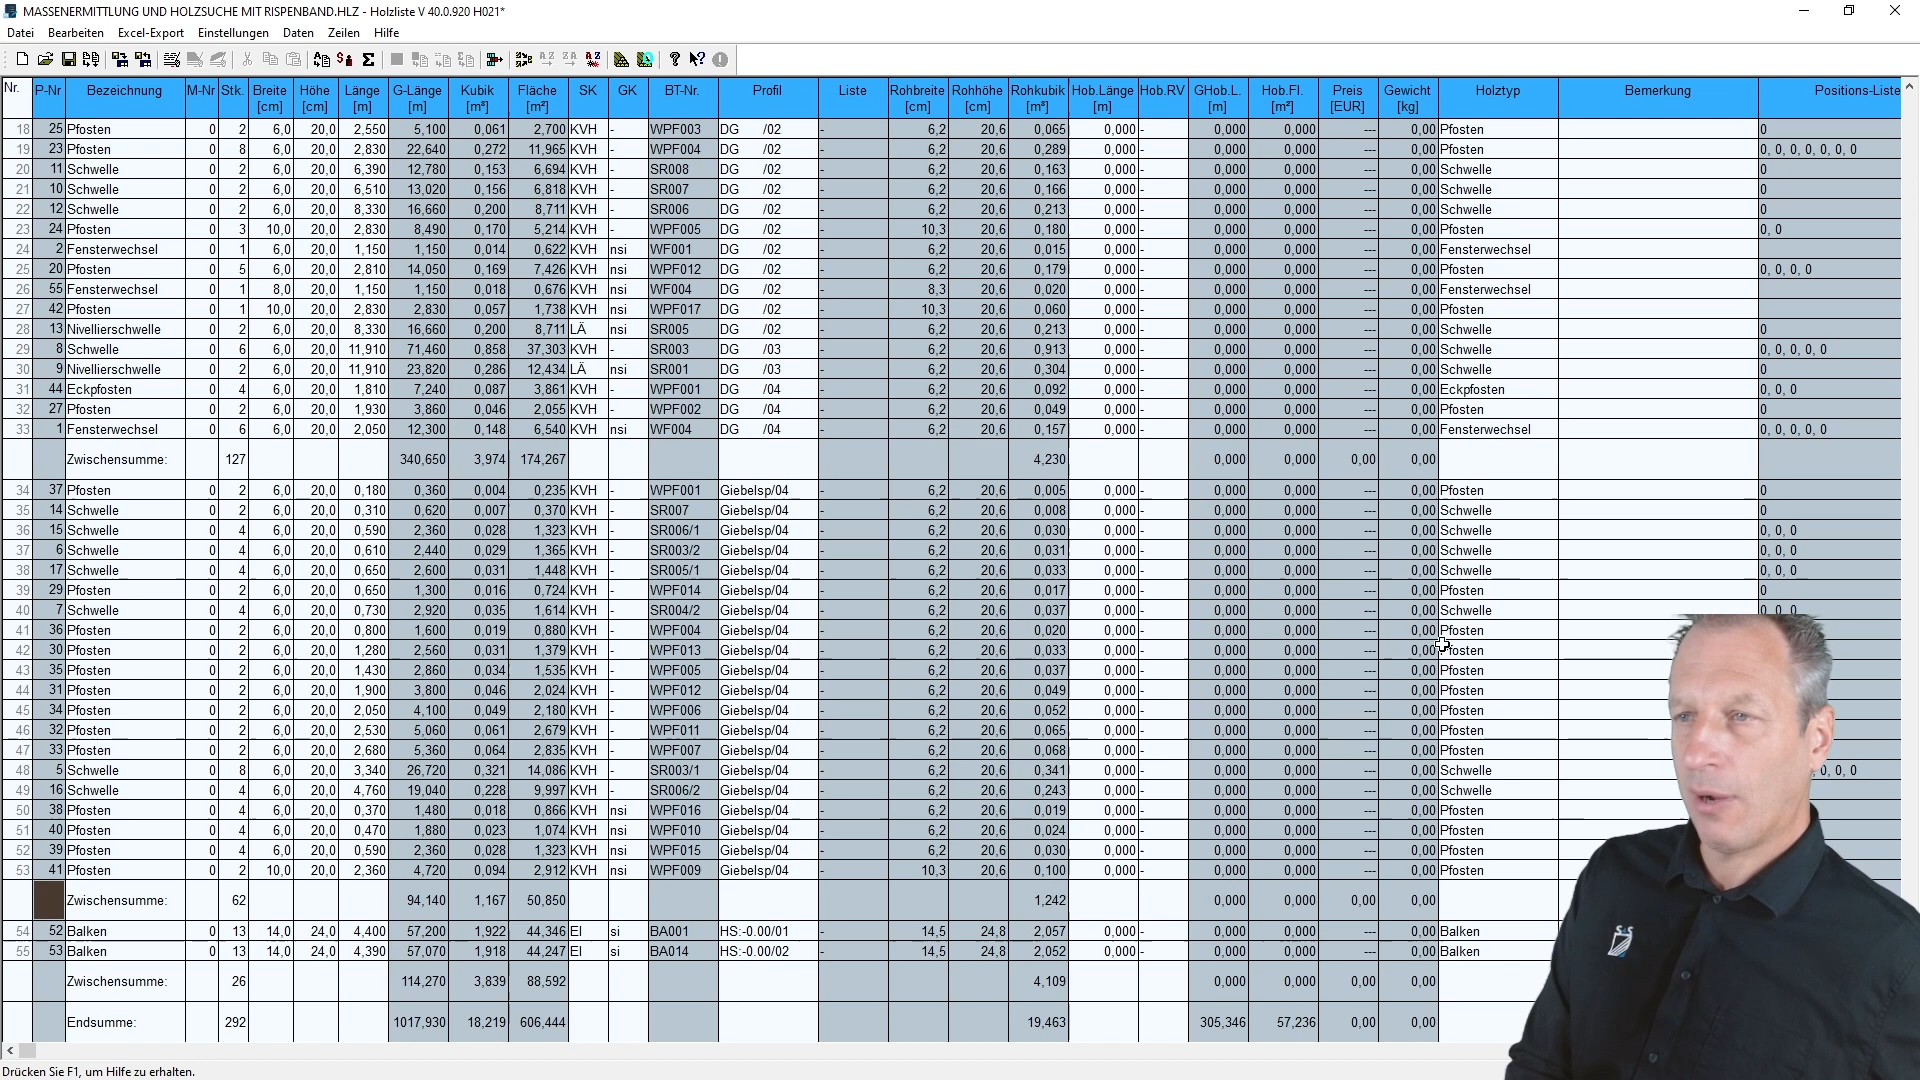 MASSENERMITTLUNG UND HOLZSUCHE MIT RISPENBAND.HLZ - Holzliste V 40.0.920 H021*
Datei Bearbeiten Excel-Export Einstellungen Daten Zeilen Hilfe
Nr. P-Nr Bezeichnung M-Nr Stk. Breite [cm] Höhe [cm] Länge [m] G-Länge [m] Kubik [m³] Fläche [m²] SK GK BT-Nr. Profil Liste Rohbreite [cm] Rohhöhe [cm] Rohkubik [m³] Hob.Länge [m] Hob.RV GHob.L. [m] Hob.Fl. [m²] Preis [EUR] Gewicht [kg] Holztyp Bemerkung Positions-Liste
18 25 Pfosten 0 2 6,0 20,0 2,550 5,100 0,061 2,700 KVH - WPF003 DG /02 - 6,2 20,6 0,065 0,000 - 0,000 0,000 --- 0,00 Pfosten 0
19 23 Pfosten 0 8 6,0 20,0 2,830 22,640 0,272 11,965 KVH - WPF004 DG /02 - 6,2 20,6 0,289 0,000 - 0,000 0,000 --- 0,00 Pfosten 0, 0, 0, 0, 0, 0, 0
20 11 Schwelle 0 2 6,0 20,0 6,390 12,780 0,153 6,694 KVH - SR008 DG /02 - 6,2 20,6 0,163 0,000 - 0,000 0,000 --- 0,00 Schwelle 0
21 10 Schwelle 0 2 6,0 20,0 6,510 13,020 0,156 6,818 KVH - SR007 DG /02 - 6,2 20,6 0,166 0,000 - 0,000 0,000 --- 0,00 Schwelle 0
22 12 Schwelle 0 2 6,0 20,0 8,330 16,660 0,200 8,711 KVH - SR006 DG /02 - 6,2 20,6 0,213 0,000 - 0,000 0,000 --- 0,00 Schwelle 0
23 24 Pfosten 0 3 10,0 20,0 2,830 8,490 0,170 5,214 KVH - WPF005 DG /02 - 10,3 20,6 0,180 0,000 - 0,000 0,000 --- 0,00 Pfosten 0, 0
24 2 Fensterwechsel 0 1 6,0 20,0 1,150 1,150 0,014 0,622 KVH nsi WF001 DG /02 - 6,2 20,6 0,015 0,000 - 0,000 0,000 --- 0,00 Fensterwechsel
25 20 Pfosten 0 5 6,0 20,0 2,810 14,050 0,169 7,426 KVH nsi WPF012 DG /02 - 6,2 20,6 0,179 0,000 - 0,000 0,000 --- 0,00 Pfosten 0, 0, 0, 0
26 55 Fensterwechsel 0 1 8,0 20,0 1,150 1,150 0,018 0,676 KVH nsi WF004 DG /02 - 8,3 20,6 0,020 0,000 - 0,000 0,000 --- 0,00 Fensterwechsel
27 42 Pfosten 0 1 10,0 20,0 2,830 2,830 0,057 1,738 KVH nsi WPF017 DG /02 - 10,3 20,6 0,060 0,000 - 0,000 0,000 --- 0,00 Pfosten
28 13 Nivellierschwelle 0 2 6,0 20,0 8,330 16,660 0,200 8,711 LÄ nsi SR005 DG /02 - 6,2 20,6 0,213 0,000 - 0,000 0,000 --- 0,00 Schwelle 0
29 8 Schwelle 0 6 6,0 20,0 11,910 71,460 0,858 37,303 KVH - SR003 DG /03 - 6,2 20,6 0,913 0,000 - 0,000 0,000 --- 0,00 Schwelle 0, 0, 0, 0, 0
30 9 Nivellierschwelle 0 2 6,0 20,0 11,910 23,820 0,286 12,434 LÄ nsi SR001 DG /03 - 6,2 20,6 0,304 0,000 - 0,000 0,000 --- 0,00 Schwelle 0
31 44 Eckpfosten 0 4 6,0 20,0 1,810 7,240 0,087 3,861 KVH - WPF001 DG /04 - 6,2 20,6 0,092 0,000 - 0,000 0,000 --- 0,00 Eckpfosten 0, 0, 0
32 27 Pfosten 0 2 6,0 20,0 1,930 3,860 0,046 2,055 KVH - WPF002 DG /04 - 6,2 20,6 0,049 0,000 - 0,000 0,000 --- 0,00 Pfosten 0
33 1 Fensterwechsel 0 6 6,0 20,0 2,050 12,300 0,148 6,540 KVH nsi WF004 DG /04 - 6,2 20,6 0,157 0,000 - 0,000 0,000 --- 0,00 Fensterwechsel 0, 0, 0, 0, 0
Zwischensumme: 127 340,650 3,974 174,267 4,230 0,000 0,000 0,00 0,00
34 37 Pfosten 0 2 6,0 20,0 0,180 0,360 0,004 0,235 KVH - WPF001 Giebelsp/04 - 6,2 20,6 0,005 0,000 - 0,000 0,000 --- 0,00 Pfosten 0
35 14 Schwelle 0 2 6,0 20,0 0,310 0,620 0,007 0,370 KVH - SR007 Giebelsp/04 - 6,2 20,6 0,008 0,000 - 0,000 0,000 --- 0,00 Schwelle 0
36 15 Schwelle 0 4 6,0 20,0 0,590 2,360 0,028 1,323 KVH - SR006/1 Giebelsp/04 - 6,2 20,6 0,030 0,000 - 0,000 0,000 --- 0,00 Schwelle 0, 0, 0
37 6 Schwelle 0 4 6,0 20,0 0,610 2,440 0,029 1,365 KVH - SR003/2 Giebelsp/04 - 6,2 20,6 0,031 0,000 - 0,000 0,000 --- 0,00 Schwelle 0, 0, 0
38 17 Schwelle 0 4 6,0 20,0 0,650 2,600 0,031 1,448 KVH - SR005/1 Giebelsp/04 - 6,2 20,6 0,033 0,000 - 0,000 0,000 --- 0,00 Schwelle 0, 0, 0
39 29 Pfosten 0 2 6,0 20,0 0,650 1,300 0,016 0,724 KVH - WPF014 Giebelsp/04 - 6,2 20,6 0,017 0,000 - 0,000 0,000 --- 0,00 Pfosten 0
40 7 Schwelle 0 4 6,0 20,0 0,730 2,920 0,035 1,614 KVH - SR004/2 Giebelsp/04 - 6,2 20,6 0,037 0,000 - 0,000 0,000 --- 0,00 Schwelle 0, 0, 0
41 36 Pfosten 0 2 6,0 20,0 0,800 1,600 0,019 0,880 KVH - WPF004 Giebelsp/04 - 6,2 20,6 0,020 0,000 - 0,000 0,000 --- 0,00 Pfosten
42 30 Pfosten 0 2 6,0 20,0 1,280 2,560 0,031 1,379 KVH - WPF013 Giebelsp/04 - 6,2 20,6 0,033 0,000 - 0,000 0,000 --- 0,00 Pfosten
43 35 Pfosten 0 2 6,0 20,0 1,430 2,860 0,034 1,535 KVH - WPF005 Giebelsp/04 - 6,2 20,6 0,037 0,000 - 0,000 0,000 --- 0,00 Pfosten
44 31 Pfosten 0 2 6,0 20,0 1,900 3,800 0,046 2,024 KVH - WPF012 Giebelsp/04 - 6,2 20,6 0,049 0,000 - 0,000 0,000 --- 0,00 Pfosten
45 34 Pfosten 0 2 6,0 20,0 2,050 4,100 0,049 2,180 KVH - WPF006 Giebelsp/04 - 6,2 20,6 0,052 0,000 - 0,000 0,000 --- 0,00 Pfosten
46 32 Pfosten 0 2 6,0 20,0 2,530 5,060 0,061 2,679 KVH - WPF011 Giebelsp/04 - 6,2 20,6 0,065 0,000 - 0,000 0,000 --- 0,00 Pfosten
47 33 Pfosten 0 2 6,0 20,0 2,680 5,360 0,064 2,835 KVH - WPF007 Giebelsp/04 - 6,2 20,6 0,068 0,000 - 0,000 0,000 --- 0,00 Pfosten
48 5 Schwelle 0 8 6,0 20,0 3,340 26,720 0,321 14,086 KVH - SR003/1 Giebelsp/04 - 6,2 20,6 0,341 0,000 - 0,000 0,000 --- 0,00 Schwelle , 0, 0, 0
49 16 Schwelle 0 4 6,0 20,0 4,760 19,040 0,228 9,997 KVH - SR006/2 Giebelsp/04 - 6,2 20,6 0,243 0,000 - 0,000 0,000 --- 0,00 Schwelle
50 38 Pfosten 0 4 6,0 20,0 0,370 1,480 0,018 0,866 KVH nsi WPF016 Giebelsp/04 - 6,2 20,6 0,019 0,000 - 0,000 0,000 --- 0,00 Pfosten
51 40 Pfosten 0 4 6,0 20,0 0,470 1,880 0,023 1,074 KVH nsi WPF010 Giebelsp/04 - 6,2 20,6 0,024 0,000 - 0,000 0,000 --- 0,00 Pfosten
52 39 Pfosten 0 4 6,0 20,0 0,590 2,360 0,028 1,323 KVH nsi WPF015 Giebelsp/04 - 6,2 20,6 0,030 0,000 - 0,000 0,000 --- 0,00 Pfosten
53 41 Pfosten 0 2 10,0 20,0 2,360 4,720 0,094 2,912 KVH nsi WPF009 Giebelsp/04 - 10,3 20,6 0,100 0,000 - 0,000 0,000 --- 0,00 Pfosten
Zwischensumme: 62 94,140 1,167 50,850 1,242 0,000 0,000 0,00 0,00
54 52 Balken 0 13 14,0 24,0 4,400 57,200 1,922 44,346 EI si BA001 HS:-0.00/01 - 14,5 24,8 2,057 0,000 - 0,000 0,000 --- 0,00 Balken
55 53 Balken 0 13 14,0 24,0 4,390 57,070 1,918 44,247 EI si BA014 HS:-0.00/02 - 14,5 24,8 2,052 0,000 - 0,000 0,000 --- 0,00 Balken
Zwischensumme: 26 114,270 3,839 88,592 4,109 0,000 0,000 0,00 0,00
Endsumme: 292 1017,930 18,219 606,444 19,463 305,346 57,236 0,00 0,00
Drücken Sie F1, um Hilfe zu erhalten.